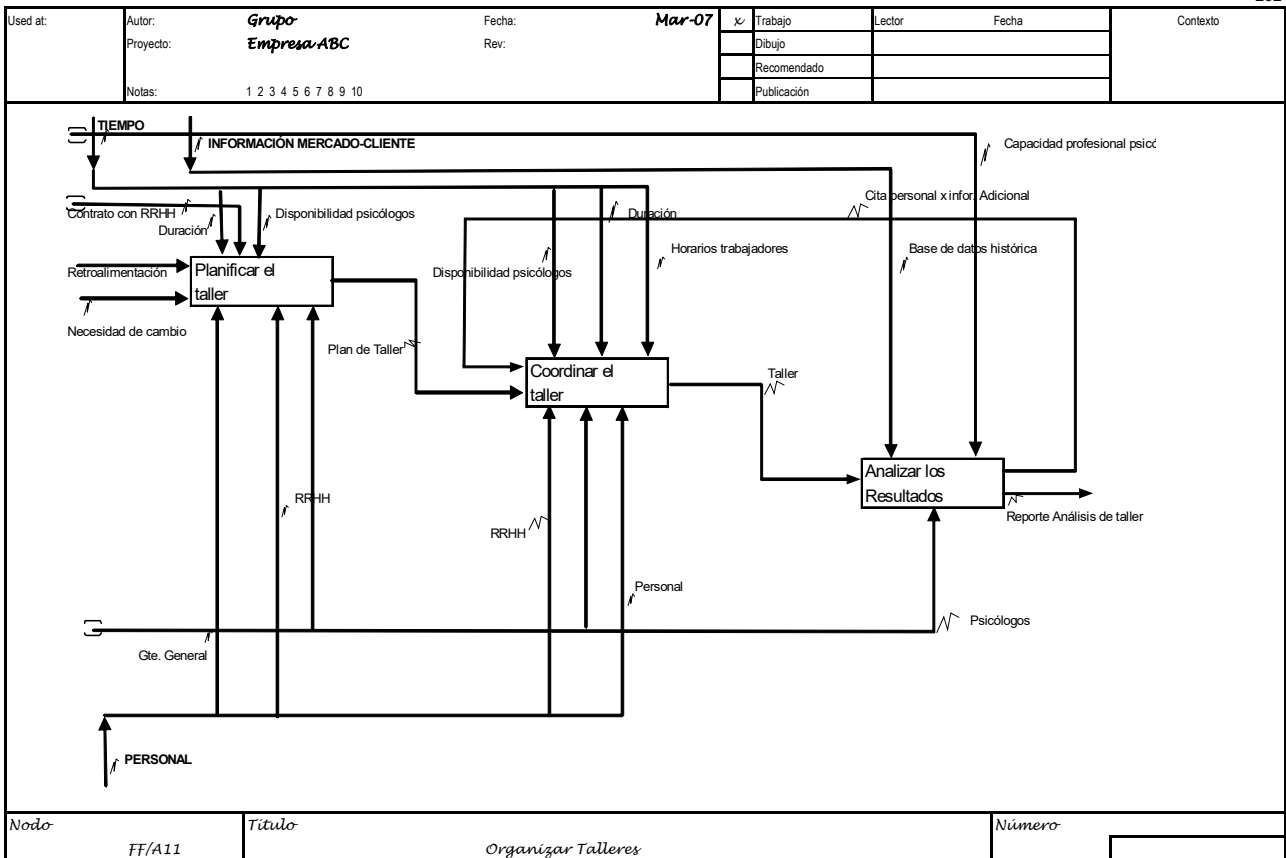 Used at:
Autor:
Grupo
Fecha:
Mar-07
x
Trabajo
Lector
Fecha
Contexto
Proyecto:
Empresa ABC
Rev:
Dibujo
Recomendado
Notas:
1 2 3 4 5 6 7 8 9 10
Publicación
TIEMPO
INFORMACIÓN MERCADO-CLIENTE
Capacidad profesional
Cita personal x infor. Adicional
Contrato con RRHH
Duración
Disponibilidad psicólogos
Duración
Horarios trabajadores
Base de datos histórica
Retroalimentación
Planificar el
taller
Disponibilidad psicólogos
Necesidad de cambio
Plan de Taller
Coordinar el
taller
Taller
Analizar los
Resultados
RRHH
RRHH
Reporte Análisis de taller
Personal
Psicólogos
Gte. General
PERSONAL
Nodo
Título
Número
FF/A11
Organizar Talleres